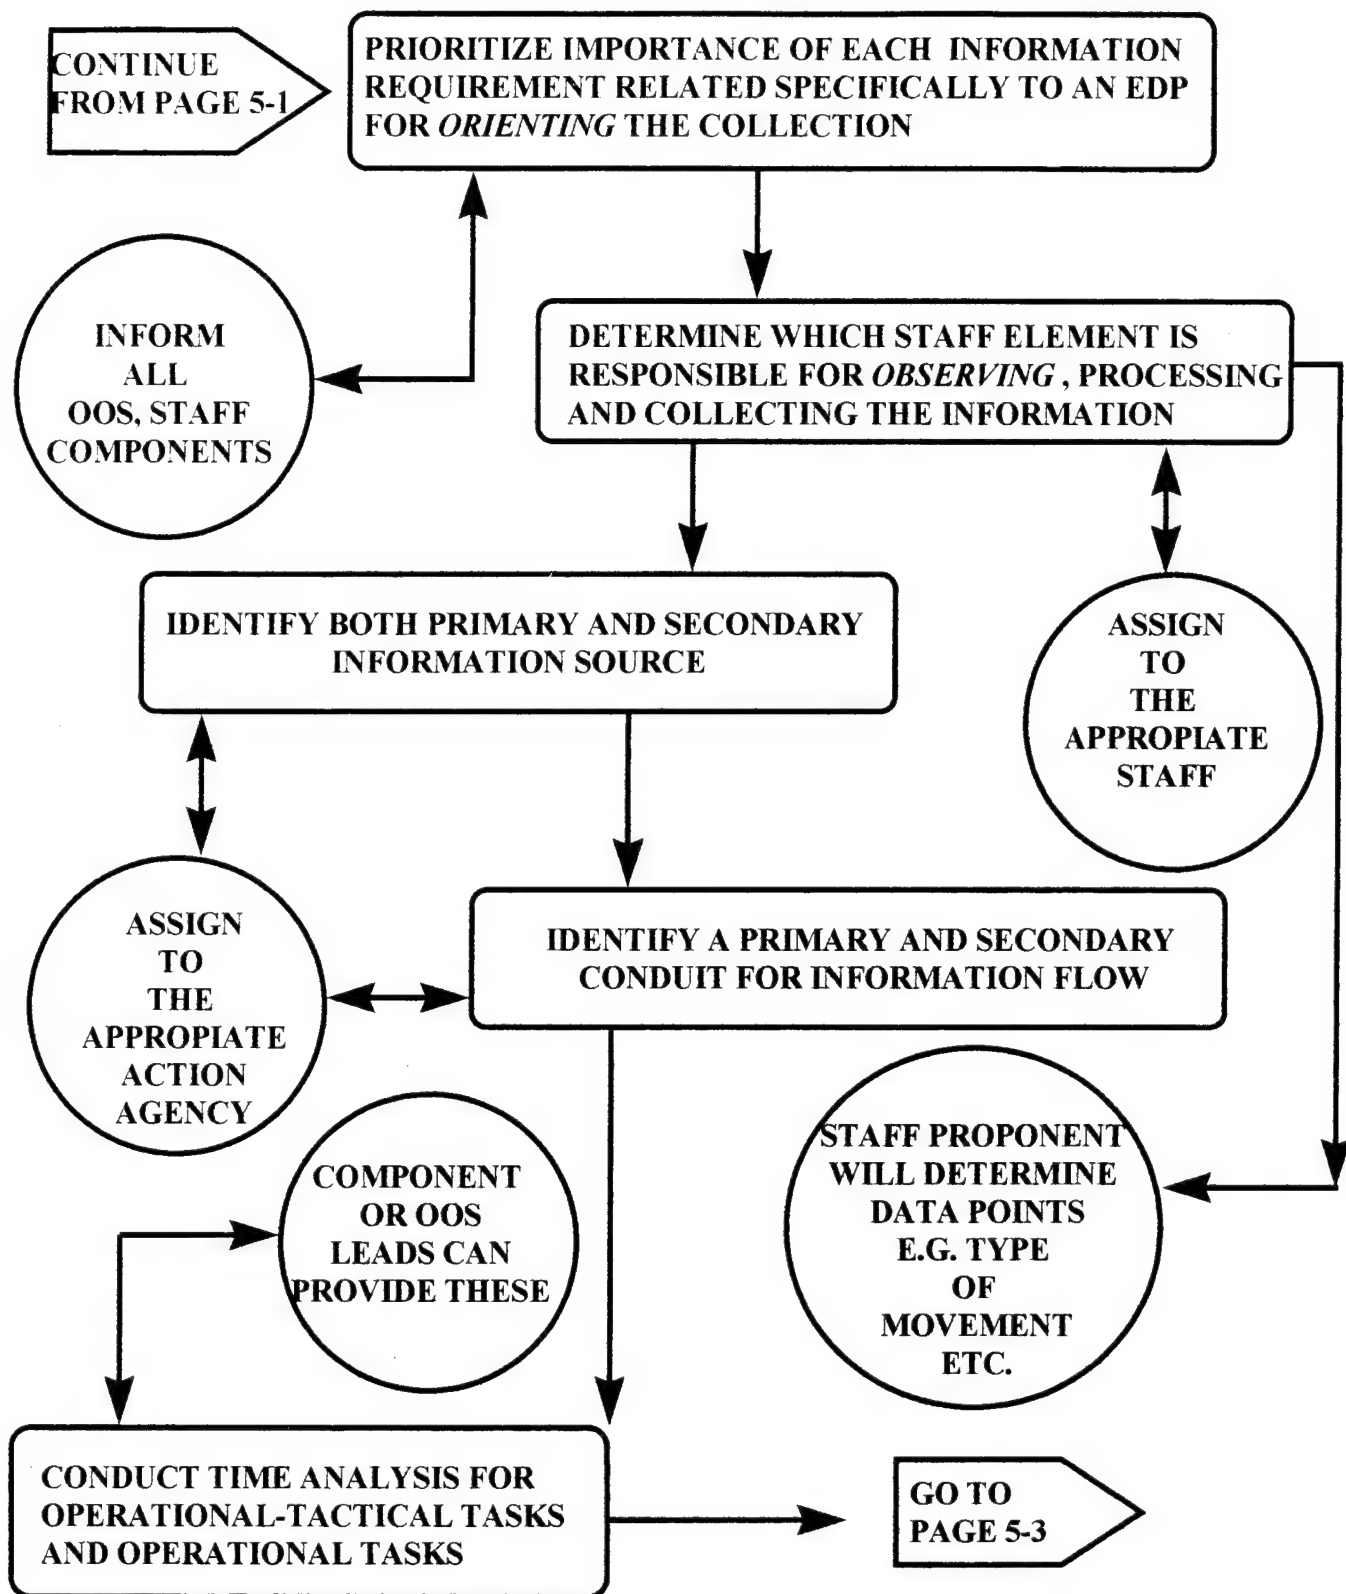 CONTINUE
FROM PAGE 5-1
PRIORITIZE IMPORTANCE OF EACH INFORMATION
REQUIREMENT RELATED SPECIFICALLY TO AN EDP
FOR ORIENTING THE COLLECTION
INFORM
ALL
OOS, STAFF
COMPONENTS
DETERMINE WHICH STAFF ELEMENT IS
RESPONSIBLE FOR OBSERVING , PROCESSING
AND COLLECTING THE INFORMATION
IDENTIFY BOTH PRIMARY AND SECONDARY
INFORMATION SOURCE
ASSIGN
TO
THE
APPROPIATE
STAFF
ASSIGN
TO
THE
APPROPIATE
ACTION
AGENCY
IDENTIFY A PRIMARY AND SECONDARY
CONDUIT FOR INFORMATION FLOW
COMPONENT
OR OOS
LEADS CAN
PROVIDE THESE
STAFF PROPONENT
WILL DETERMINE
DATA POINTS
E.G. TYPE
OF
MOVEMENT
ETC.
CONDUCT TIME ANALYSIS FOR
OPERATIONAL-TACTICAL TASKS
AND OPERATIONAL TASKS
GO TO
PAGE 5-3